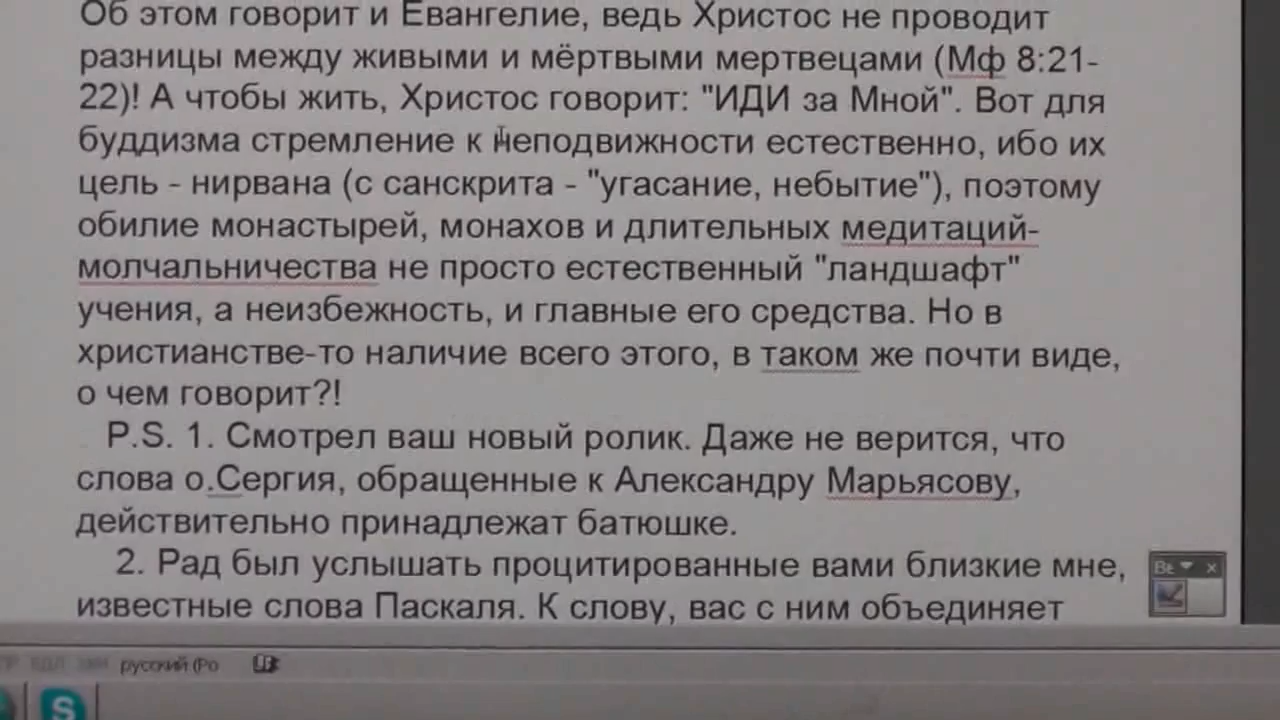 Об этом говорит и Евангелие, ведь Христос не проводит
разницы между живыми и мёртвыми мертвецами (Мф 8:21-
22)! А чтобы жить, Христос говорит: "ИДИ за Мной". Вот для
буддизма стремление к неподвижности естественно, ибо их
цель - нирвана (с санскрита - "угасание, небытие"), поэтому
обилие монастырей, монахов и длительных медитаций-
молчальничества не просто естественный "ландшафт"
учения, а неизбежность, и главные его средства. Но в
христианстве-то наличие всего этого, в таком же почти виде,
о чем говорит?!
P.S. 1. Смотрел ваш новый ролик. Даже не верится, что
слова о.Сергия, обращенные к Александру Марьясову,
действительно принадлежат батюшке.
2. Рад был услышать процитированные вами близкие мне,
известные слова Паскаля. К слову, вас с ним объединяет
русский (Ро
S